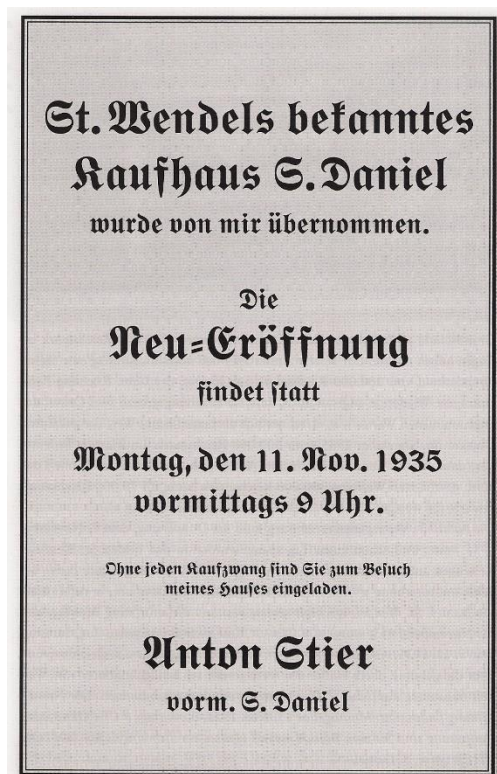 St. Wendels bekanntes
Kaufhaus S. Daniel
wurde von mir übernommen.
Die
Neu=Eröffnung
findet statt
Montag, den 11. Nov. 1935
vormittags 9 Uhr.
Ohne jeden Kaufzwang sind Sie zum Besuch
meines Hauses eingeladen.
Anton Stier
vorm. S. Daniel